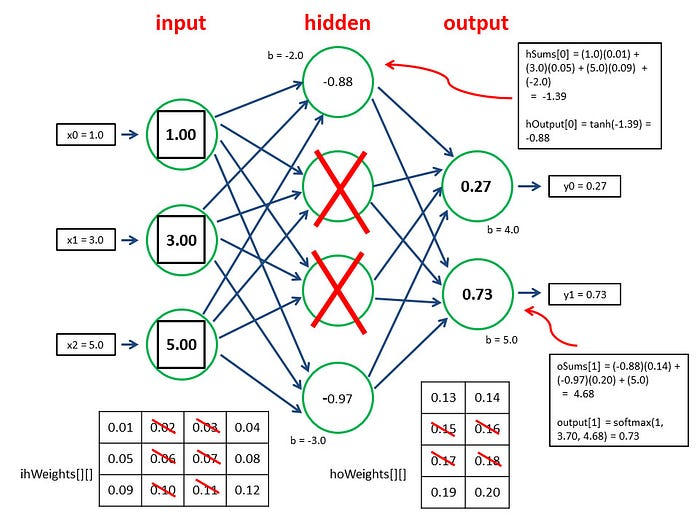 input
hidden
output
b = -2.0
-0.88
hSums[0] = (1.0)(0.01) +
(3.0)(0.05) + (5.0)(0.09) +
(-2.0)
= -1.39
hOutput[0] = tanh(-1.39) =
-0.88
x0 = 1.0
1.00
0.27
y0 = 0.27
b = 4.0
x1 = 3.0
3.00
0.73
y1 = 0.73
b = 5.0
x2 = 5.0
5.00
-0.97
b = -3.0
oSums[1] = (-0.88)(0.14) +
(-0.97)(0.20) + (5.0)
= 4.68
output[1] = softmax(1,
3.70, 4.68) = 0.73
ihWeights[][]
0.01 0.02 0.03 0.04
0.05 0.06 0.07 0.08
0.09 0.10 0.11 0.12
hoWeights[][]
0.13 0.14
0.15 0.16
0.17 0.18
0.19 0.20